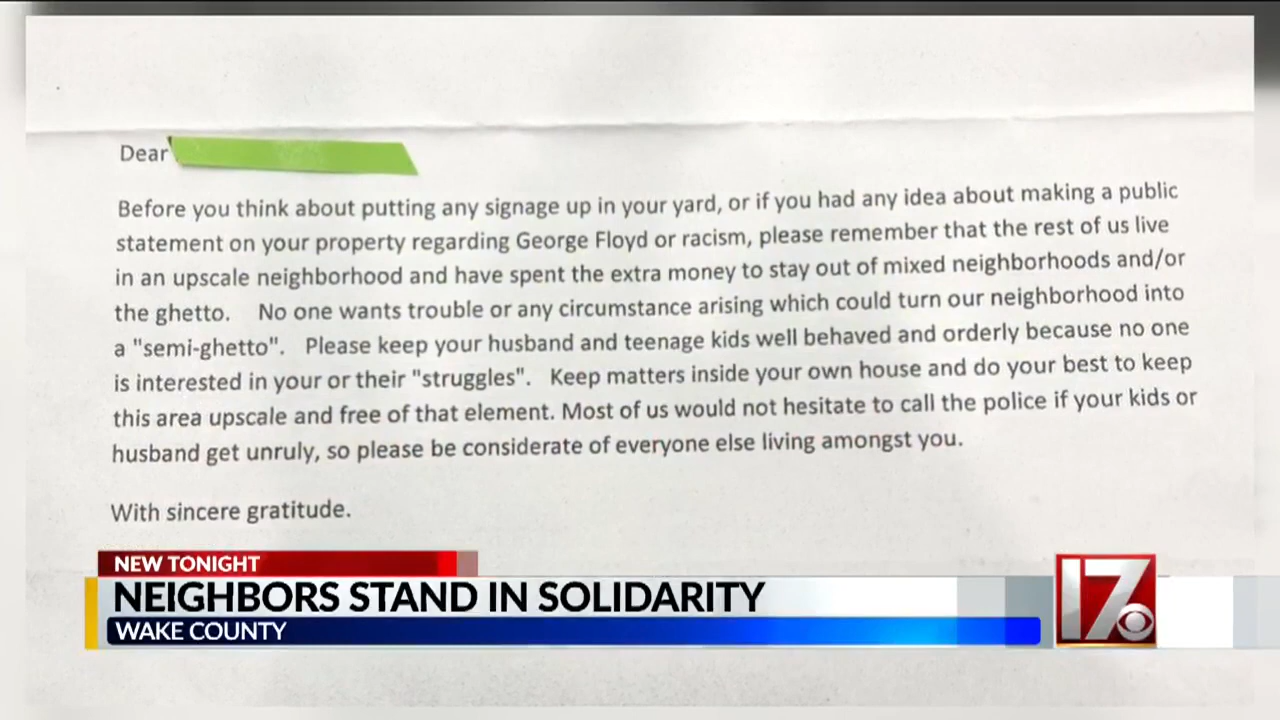 Dear
Before you think about putting any signage up in your yard, or if you had any idea about making a public
statement on your property regarding George Floyd or racism, please remember that the rest of us live
in an upscale neighborhood and have spent the extra money to stay out of mixed neighborhoods and/or
the ghetto. No one wants trouble or any circumstance arising which could turn our neighborhood into
a "semi-ghetto". Please keep your husband and teenage kids well behaved and orderly because no one
is interested in your or their "struggles". Keep matters inside your own house and do your best to keep
this area upscale and free of that element. Most of us would not hesitate to call the police if your kids or
husband get unruly, so please be considerate of everyone else living amongst you.
With sincere gratitude.
NEW TONIGHT
NEIGHBORS STAND IN SOLIDARITY
WAKE COUNTY
17